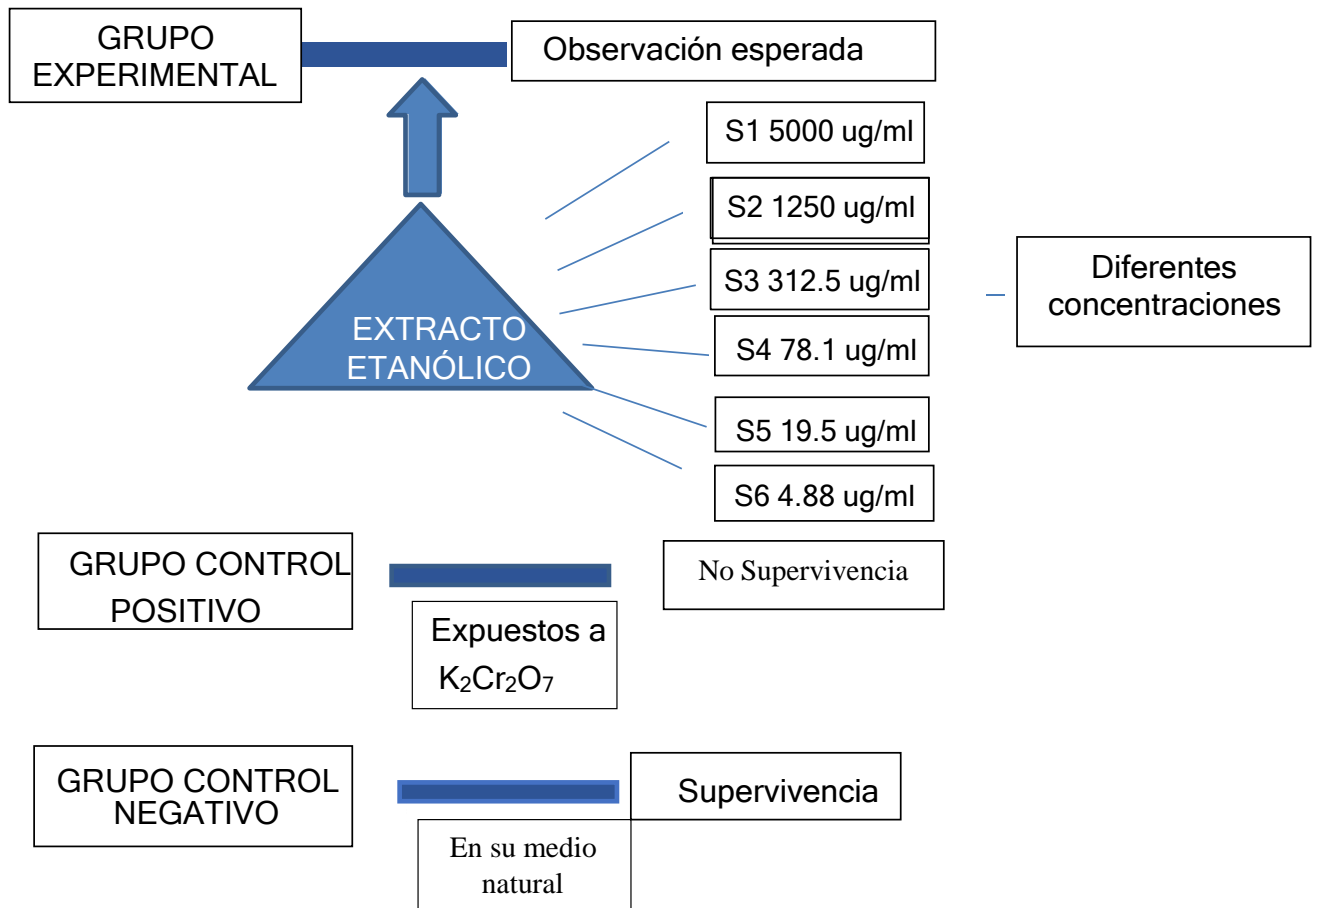 GRUPO
EXPERIMENTAL
Observación esperada
S1 5000 ug/ml
S2 1250 ug/ml
S3 312.5 ug/ml
S4 78.1 ug/ml
S5 19.5 ug/ml
S6 4.88 ug/ml
Diferentes
concentraciones
EXTRACTO
ETANÓLICO
GRUPO CONTROL
POSITIVO
Expuestos a
K₂Cr₂O₇
No Supervivencia
GRUPO CONTROL
NEGATIVO
En su medio
natural
Supervivencia